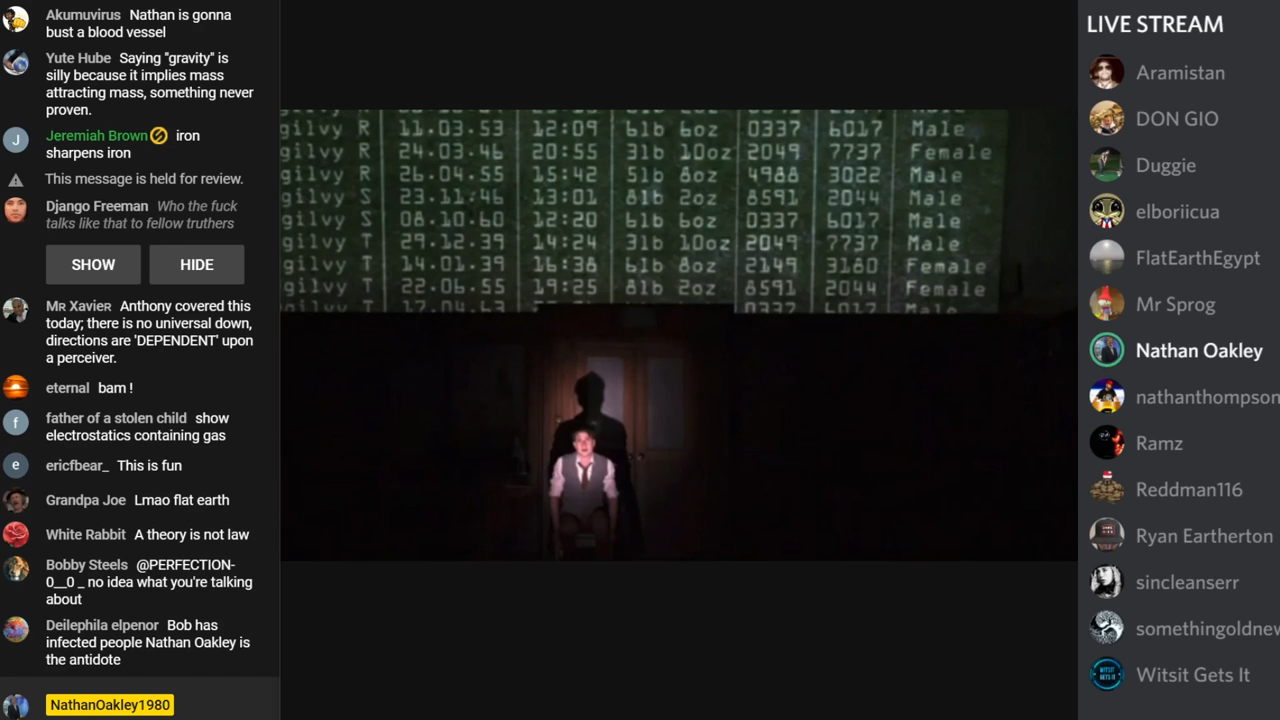 Akumuvirus Nathan is gonna
bust a blood vessel
Yute Hube Saying "gravity" is
silly because it implies mass
attracting mass, something never
proven.
Jeremiah Brown iron
sharpens iron
This message is held for review.
Django Freeman Who the fuck
talks like that to fellow truthers
SHOW HIDE
Mr Xavier Anthony covered this
today; there is no universal down,
directions are 'DEPENDENT' upon
a perceiver.
eternal bam !
father of a stolen child show
electrostatics containing gas
ericfbear_ This is fun
Grandpa Joe Lmao flat earth
White Rabbit A theory is not law
Bobby Steels @PERFECTION-
0__0 _ no idea what you're talking
about
Deilephila elpenor Bob has
infected people Nathan Oakley is
the antidote
NathanOakley1980
gilvy R 11.03.53 12:09 6lb 6oz 0337 6017 Male
gilvy R 24.03.46 20:55 3lb 10oz 2049 7737 Female
gilvy R 26.04.55 15:42 5lb 8oz 4988 3022 Male
gilvy S 23.11.46 13:01 8lb 2oz 8591 2044 Male
gilvy S 08.10.60 12:20 6lb 6oz 0337 6017 Male
gilvy T 29.12.39 14:24 3lb 10oz 2049 7737 Male
gilvy T 14.01.39 16:38 6lb 8oz 2149 3180 Female
gilvy T 22.06.55 19:25 8lb 2oz 8591 2044 Female
gilvy T 17.04.63 0337 6017
LIVE STREAM
Aramistan
DON GIO
Duggie
elboriicua
FlatEarthEgypt
Mr Sprog
Nathan Oakley
nathanthompson
Ramz
Reddman116
Ryan Eartherton
sincleanserr
somethingoldnew
Witsit Gets It